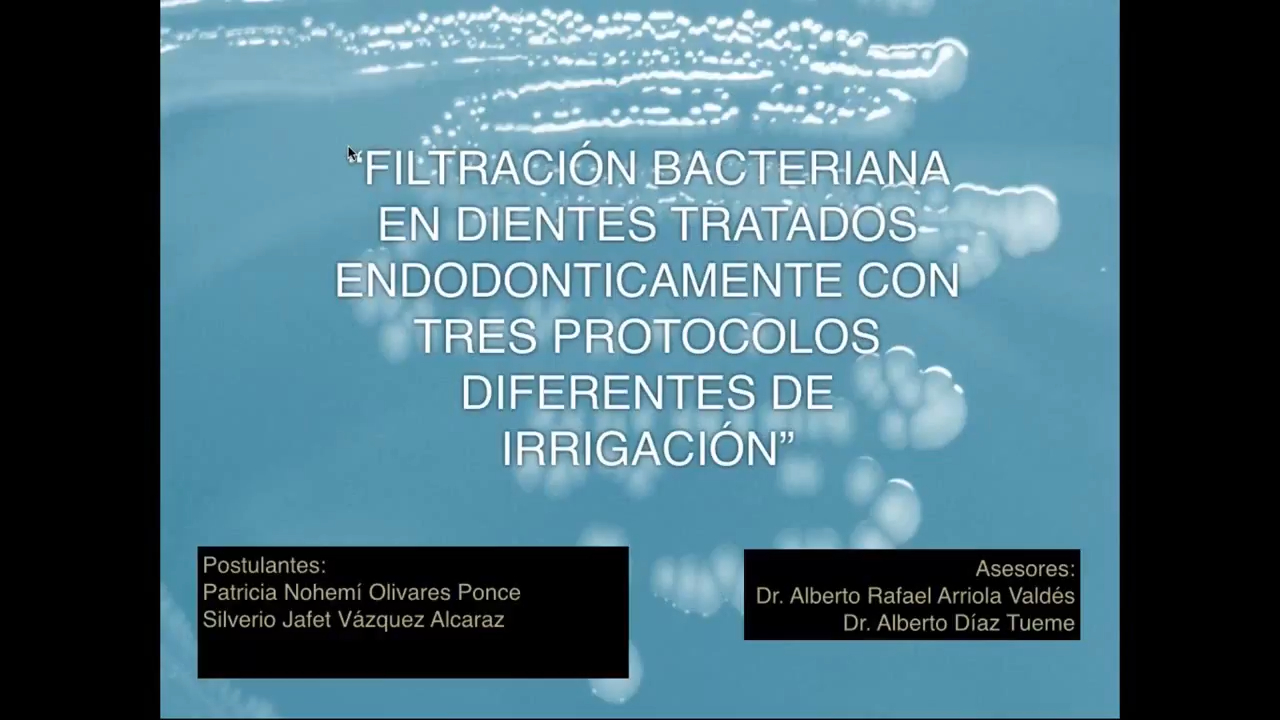 “FILTRACIÓN BACTERIANA
EN DIENTES TRATADOS
ENDODONTICAMENTE CON
TRES PROTOCOLOS
DIFERENTES DE
IRRIGACIÓN”
Postulantes:
Patricia Nohemí Olivares Ponce
Silverio Jafet Vázquez Alcaraz
Asesores:
Dr. Alberto Rafael Arriola Valdés
Dr. Alberto Díaz Tueme